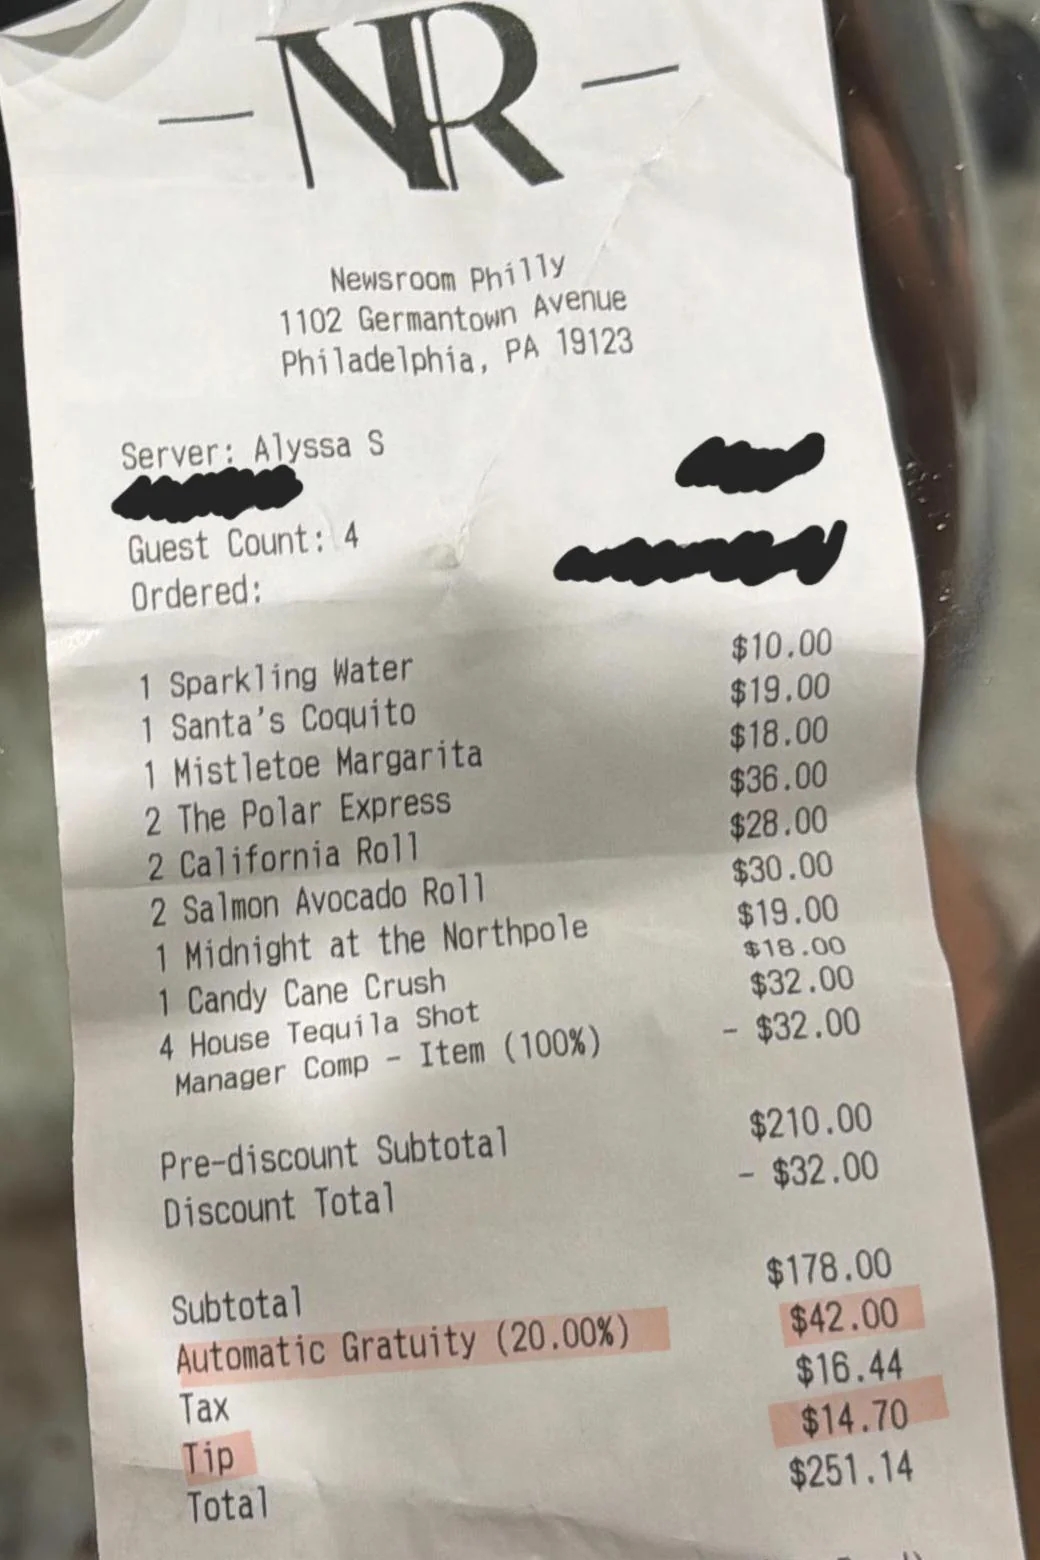 NR
Newsroom Philly
1102 Germantown Avenue
Philadelphia, PA 19123
Server: Alyssa S
Guest Count: 4
Ordered:
1 Sparkling Water $10.00
1 Santa's Coquito $19.00
1 Mistletoe Margarita $18.00
2 The Polar Express $36.00
2 California Roll $28.00
2 Salmon Avocado Roll $30.00
1 Midnight at the Northpole $19.00
1 Candy Cane Crush $18.00
4 House Tequila Shot $32.00
Manager Comp - Item (100%) - $32.00
Pre-discount Subtotal $210.00
Discount Total - $32.00
Subtotal $178.00
Automatic Gratuity (20.00%) $42.00
Tax $16.44
Tip $14.70
Total $251.14